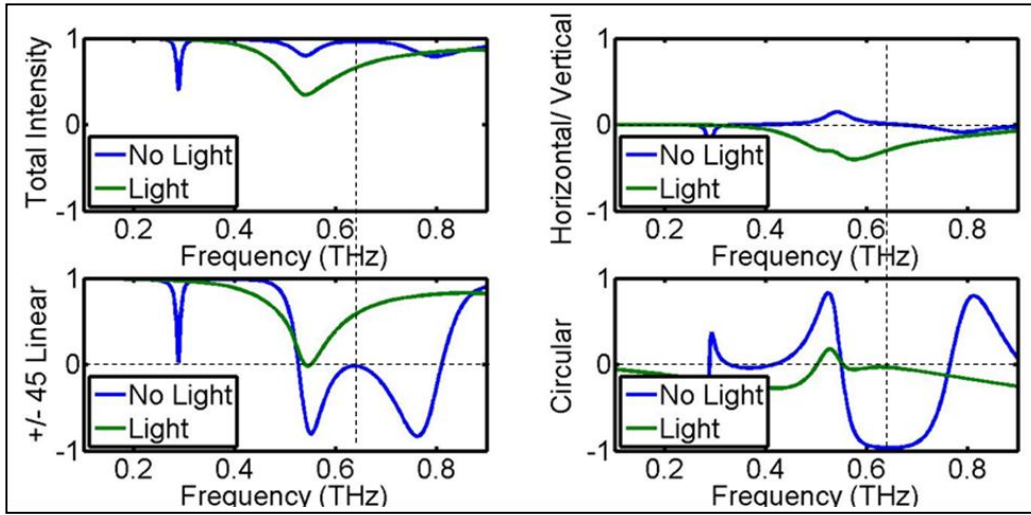 Total Intensity
1
0
-1
No Light
Light
0.2 0.4 0.6 0.8
Frequency (THz)
Horizontal/ Vertical
1
0
-1
No Light
Light
0.2 0.4 0.6 0.8
Frequency (THz)
+/- 45 Linear
1
0
-1
No Light
Light
0.2 0.4 0.6 0.8
Frequency (THz)
Circular
1
0
-1
No Light
Light
0.2 0.4 0.6 0.8
Frequency (THz)